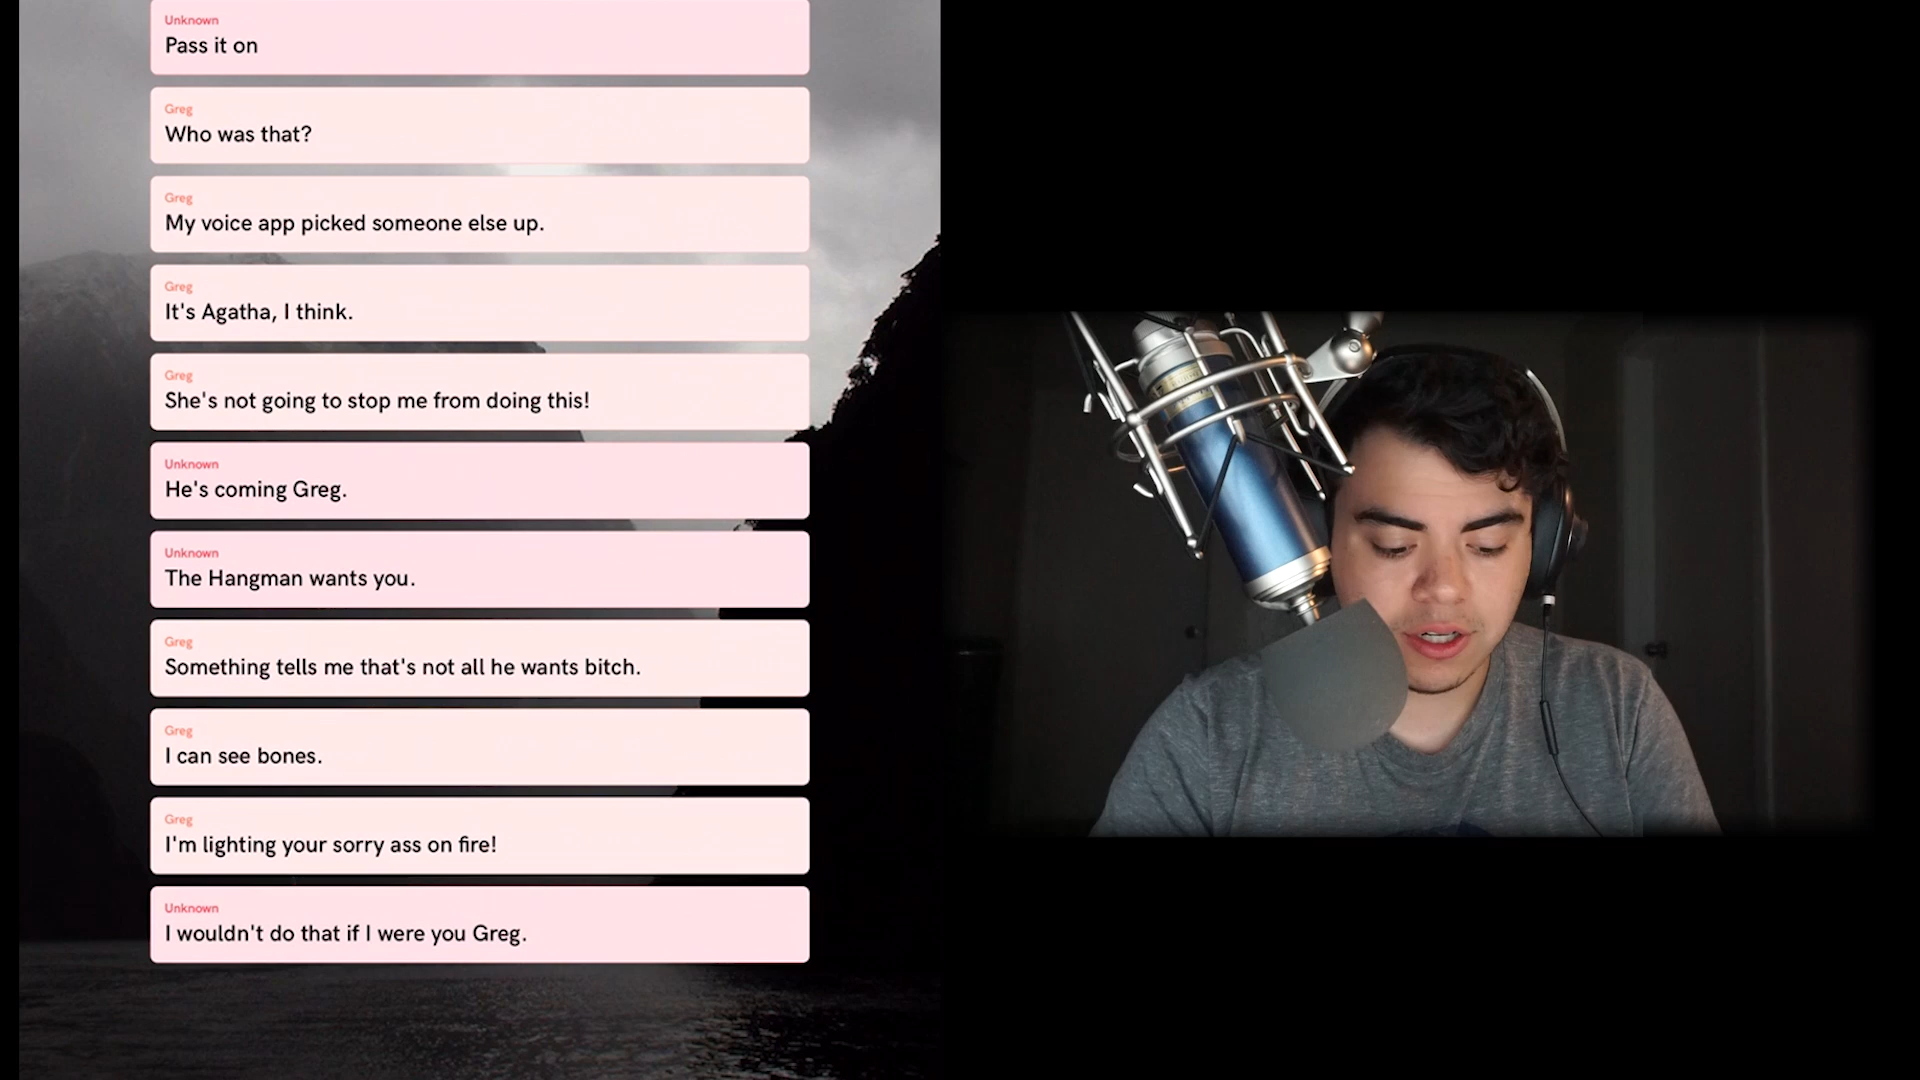 Unknown
Pass it on
Greg
Who was that?
Greg
My voice app picked someone else up.
Greg
It's Agatha, I think.
Greg
She's not going to stop me from doing this!
Unknown
He's coming Greg.
Unknown
The Hangman wants you.
Greg
Something tells me that's not all he wants bitch.
Greg
I can see bones.
Greg
I'm lighting your sorry ass on fire!
Unknown
I wouldn't do that if I were you Greg.